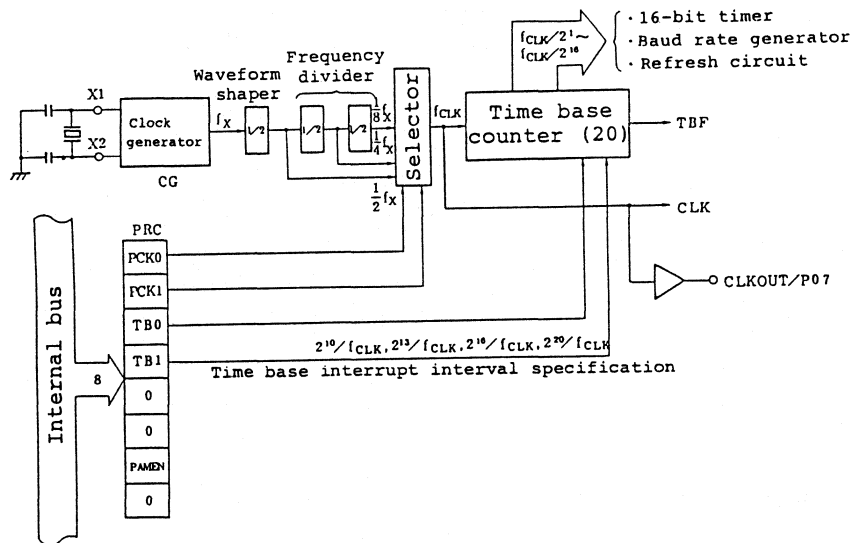 fCLK/2¹~
fCLK/2¹⁶
· 16-bit timer
· Baud rate generator
· Refresh circuit
Frequency
divider
Waveform
shaper
X1
X2
Clock
generator
CG
fX
1/2
1/2
1/2
1/8 fX
1/4 fX
1/2 fX
Selector
fCLK
Time base
counter (20)
TBF
CLK
CLKOUT/P07
Internal bus
8
PRC
PCK0
PCK1
TB0
TB1
0
0
PAMEN
0
2¹⁰/fCLK, 2¹³/fCLK, 2¹⁶/fCLK, 2²⁰/fCLK
Time base interrupt interval specification